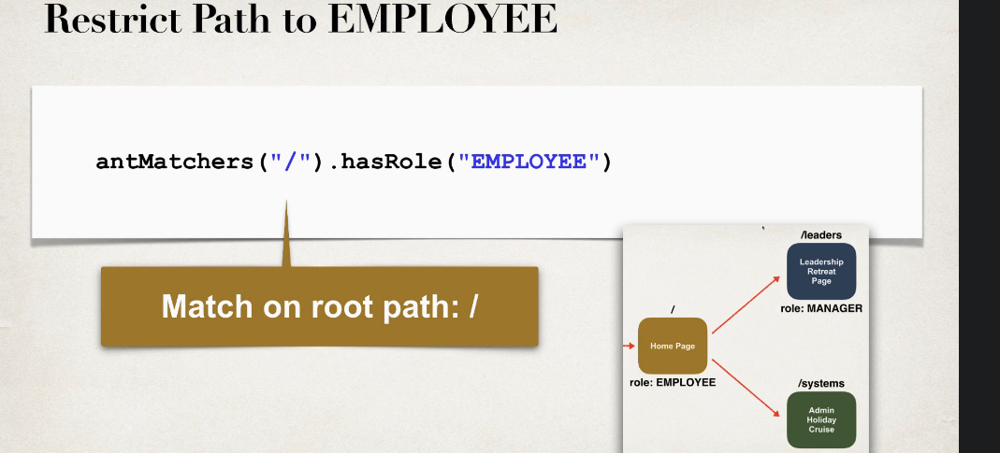 Restrict Path to EMPLOYEE
antMatchers("/").hasRole("EMPLOYEE")
Match on root path: /
/leaders
Leadership
Retreat
Page
role: MANAGER
/
Home Page
role: EMPLOYEE
/systems
Admin
Holiday
Cruise